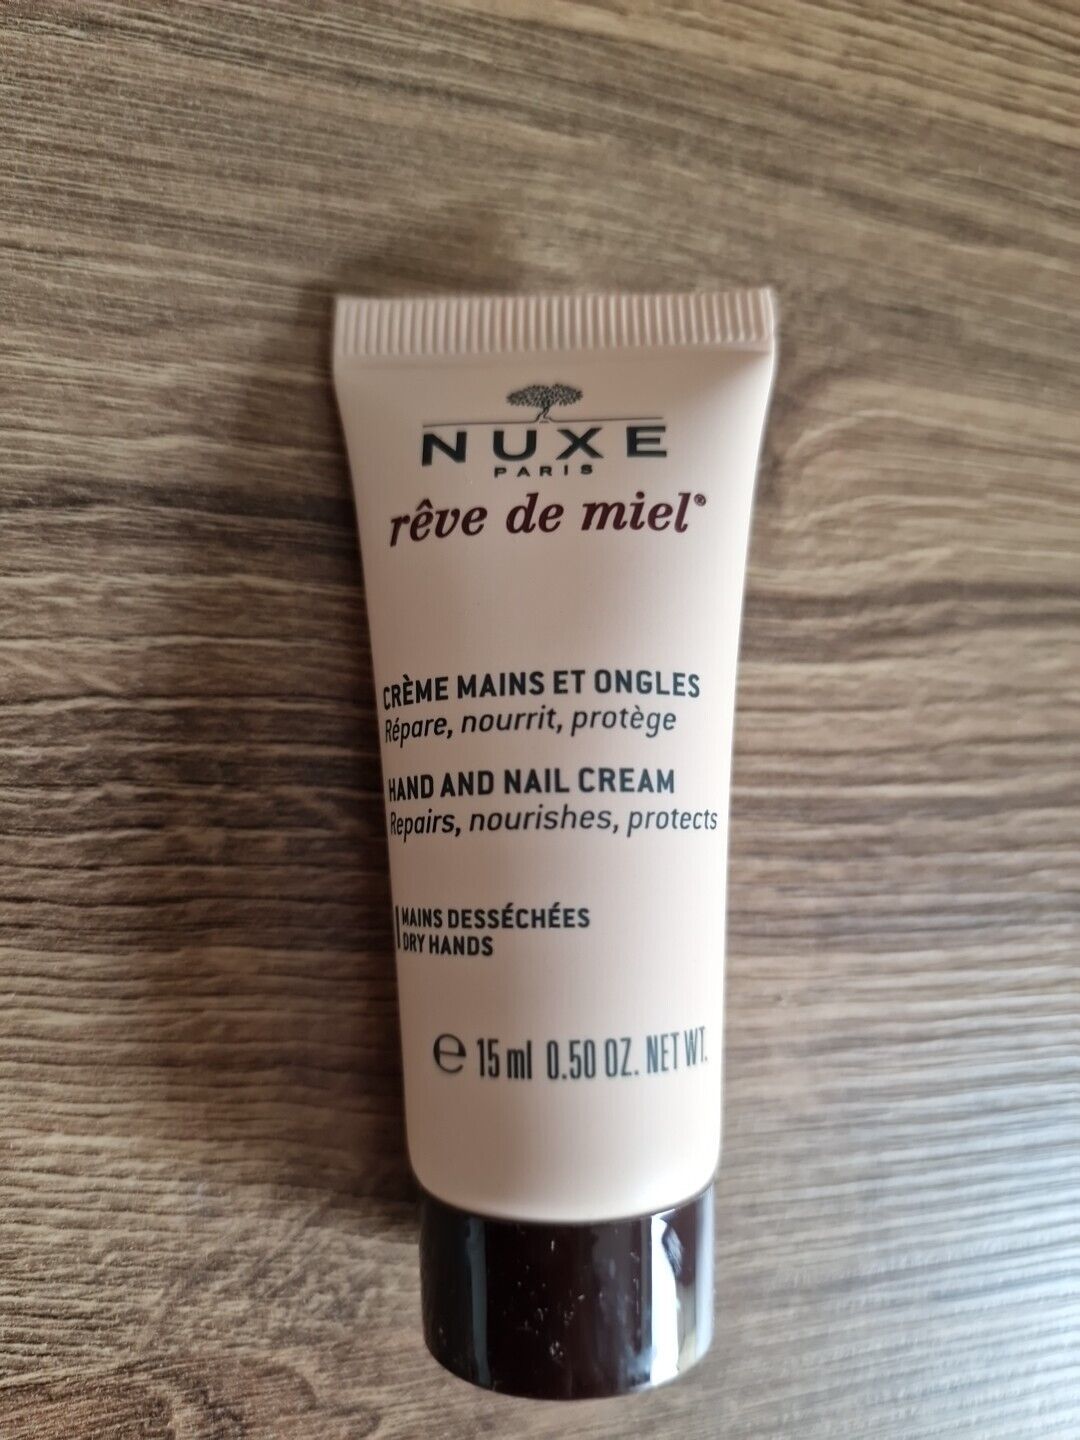 NUXE
PARIS
rêve de miel®
CRÈME MAINS ET ONGLES
Répare, nourrit, protège
HAND AND NAIL CREAM
Repairs, nourishes, protects
MAINS DESSÉCHÉES
DRY HANDS
℮ 15 ml 0.50 OZ. NET WT.